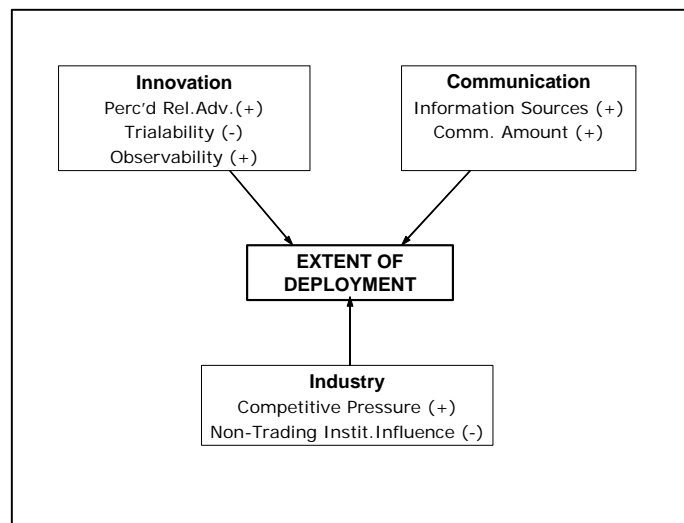 Innovation
Perc'd Rel.Adv.(+)
Trialability (-)
Observability (+)
Communication
Information Sources (+)
Comm. Amount (+)
EXTENT OF
DEPLOYMENT
Industry
Competitive Pressure (+)
Non-Trading Instit.Influence (-)